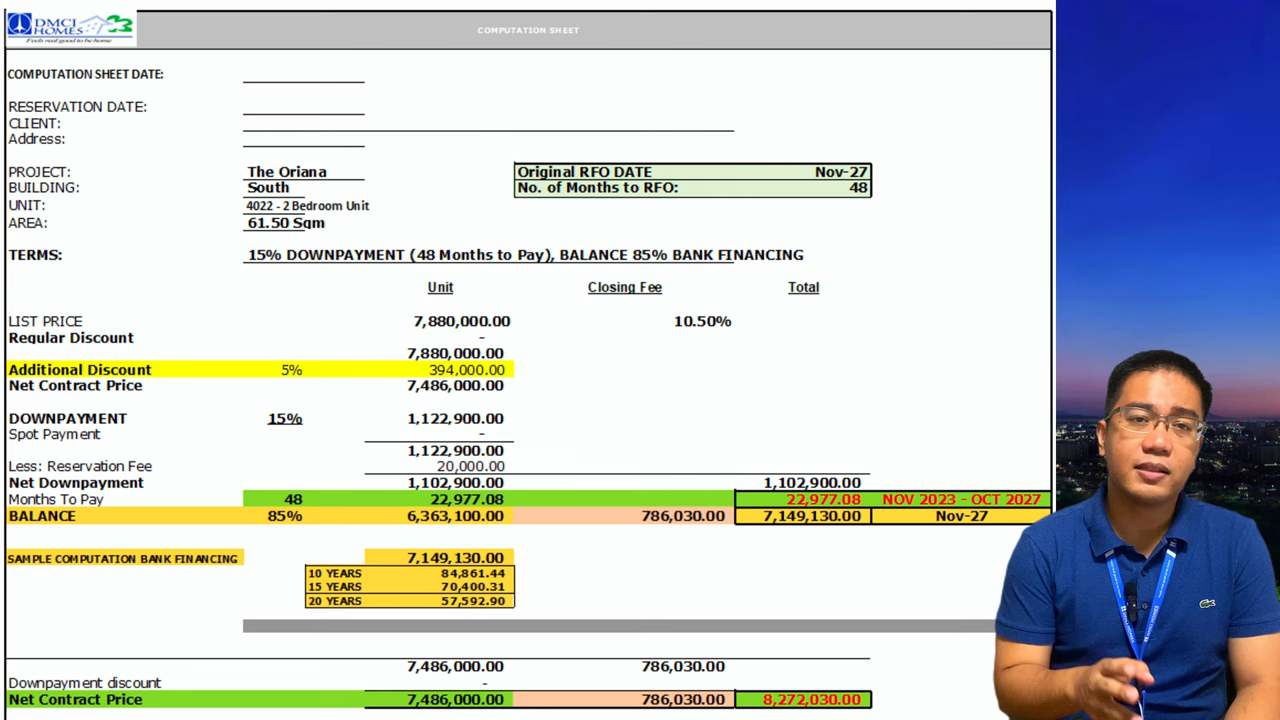 DMCI
HOMES
Feels real good to be home
COMPUTATION SHEET
COMPUTATION SHEET DATE:
RESERVATION DATE:
CLIENT:
Address:
PROJECT: The Oriana Original RFO DATE Nov-27
BUILDING: South No. of Months to RFO: 48
UNIT: 4022 - 2 Bedroom Unit
AREA: 61.50 Sqm
TERMS: 15% DOWNPAYMENT (48 Months to Pay), BALANCE 85% BANK FINANCING
Unit Closing Fee Total
LIST PRICE 7,880,000.00 10.50%
Regular Discount -
7,880,000.00
Additional Discount 5% 394,000.00
Net Contract Price 7,486,000.00
DOWNPAYMENT 15% 1,122,900.00
Spot Payment -
1,122,900.00
Less: Reservation Fee 20,000.00
Net Downpayment 1,102,900.00 1,102,900.00
Months To Pay 48 22,977.08 22,977.08 NOV 2023 - OCT 2027
BALANCE 85% 6,363,100.00 786,030.00 7,149,130.00 Nov-27
SAMPLE COMPUTATION BANK FINANCING 7,149,130.00
10 YEARS 84,861.44
15 YEARS 70,400.31
20 YEARS 57,592.90
7,486,000.00 786,030.00
Downpayment discount -
Net Contract Price 7,486,000.00 786,030.00 8,272,030.00